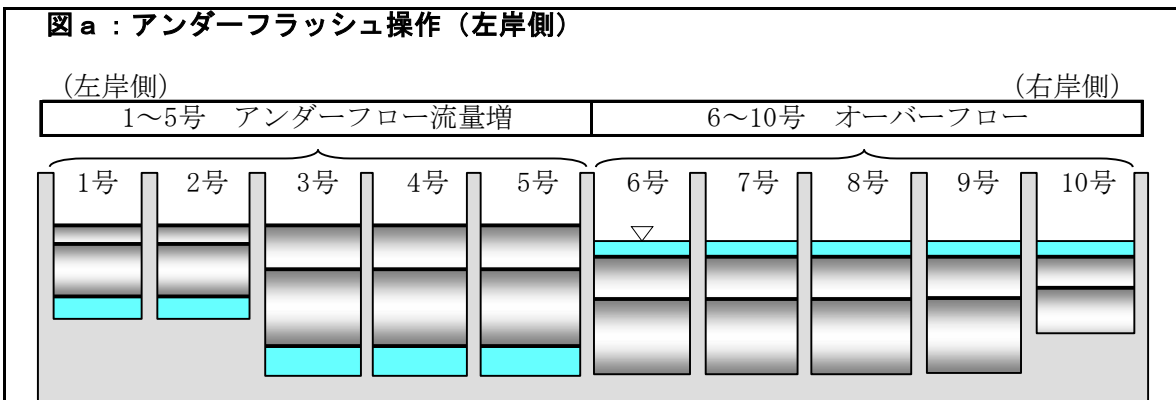 図a：アンダーフラッシュ操作（左岸側）
（左岸側） （右岸側）
1～5号　アンダーフロー流量増 6～10号　オーバーフロー
1号 2号 3号 4号 5号 6号 7号 8号 9号 10号